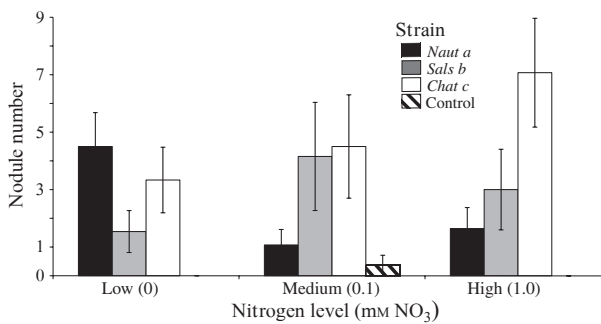 9
7
5
3
1
0
Nodule number
Strain
Naut a
Sals b
Chat c
Control
Low (0)
Medium (0.1)
High (1.0)
Nitrogen level (mM NO3)